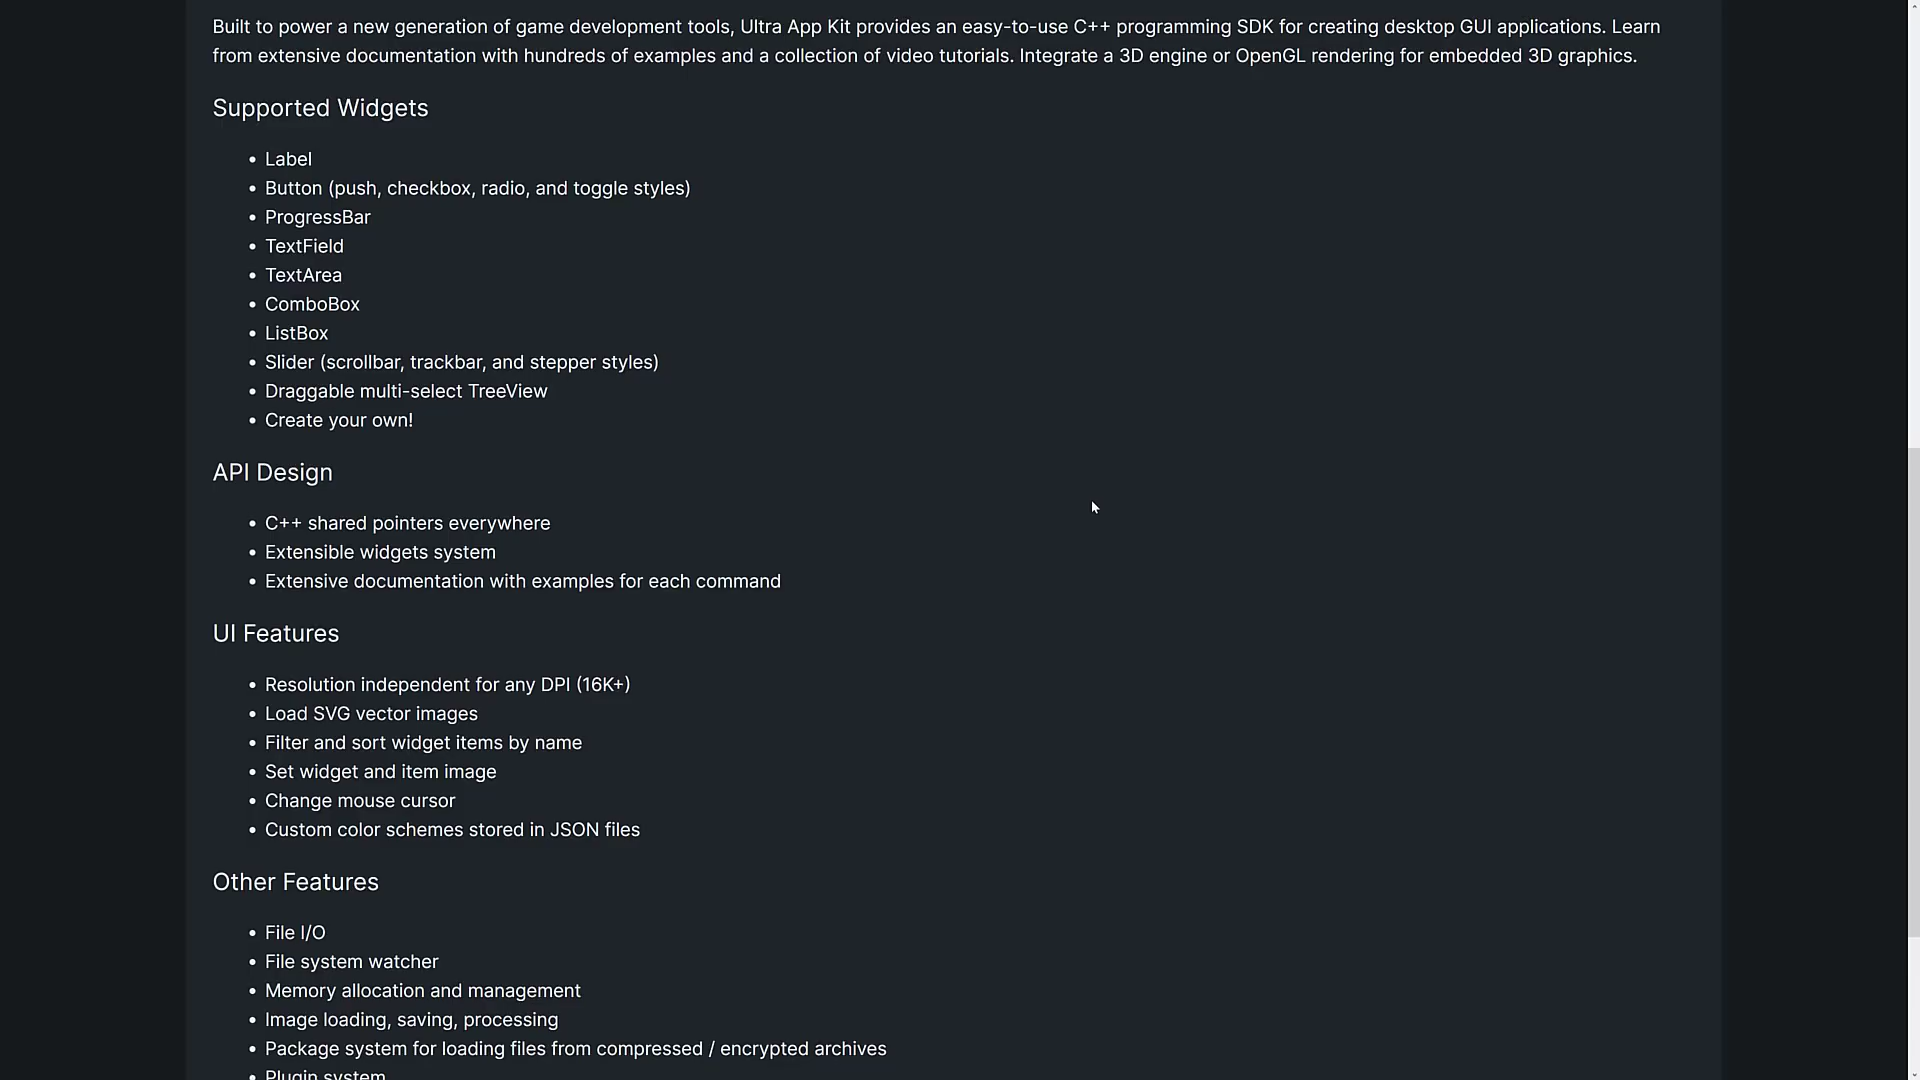 Built to power a new generation of game development tools, Ultra App Kit provides an easy-to-use C++ programming SDK for creating desktop GUI applications. Learn
from extensive documentation with hundreds of examples and a collection of video tutorials. Integrate a 3D engine or OpenGL rendering for embedded 3D graphics.
Supported Widgets
• Label
• Button (push, checkbox, radio, and toggle styles)
• ProgressBar
• TextField
• TextArea
• ComboBox
• ListBox
• Slider (scrollbar, trackbar, and stepper styles)
• Draggable multi-select TreeView
• Create your own!
API Design
• C++ shared pointers everywhere
• Extensible widgets system
• Extensive documentation with examples for each command
UI Features
• Resolution independent for any DPI (16K+)
• Load SVG vector images
• Filter and sort widget items by name
• Set widget and item image
• Change mouse cursor
• Custom color schemes stored in JSON files
Other Features
• File I/O
• File system watcher
• Memory allocation and management
• Image loading, saving, processing
• Package system for loading files from compressed / encrypted archives
• Plugin system